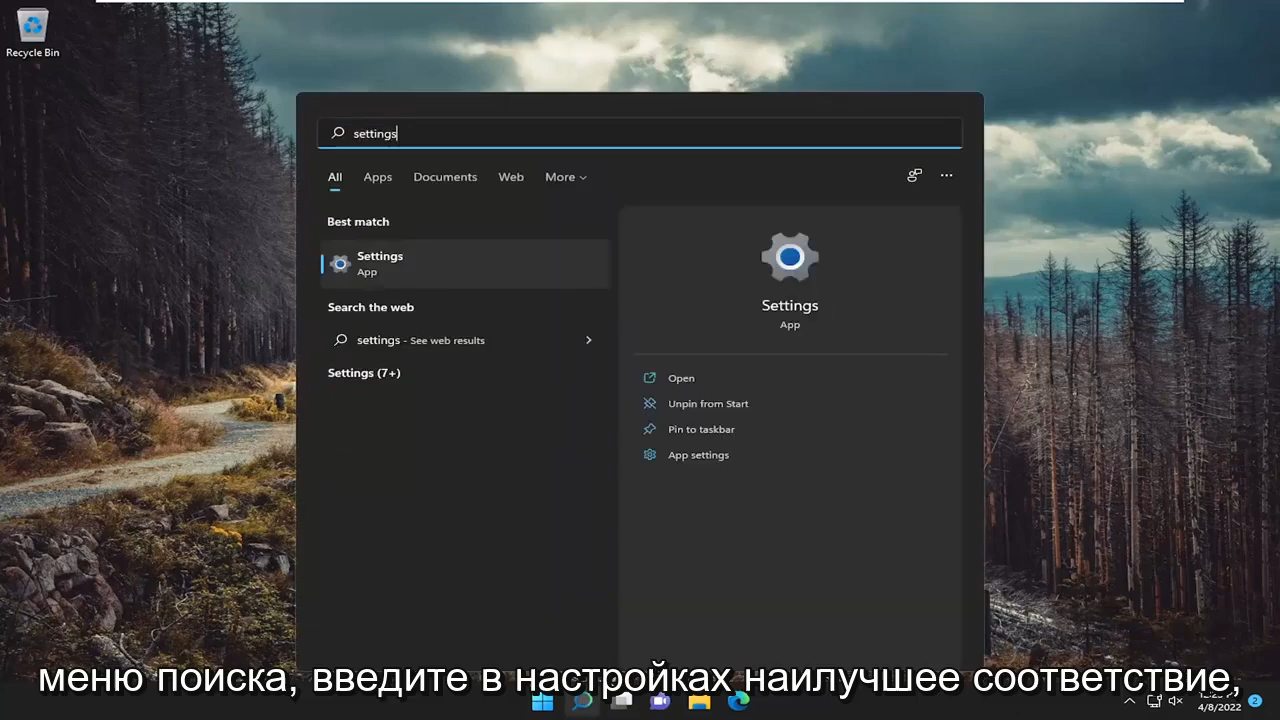 Recycle Bin
settings
All Apps Documents Web More
Best match
Settings
App
Search the web
settings - See web results
Settings (7+)
Settings
App
Open
Unpin from Start
Pin to taskbar
App settings
меню поиска, введите в настройках наилучшее соответствие,
4/8/2022
2